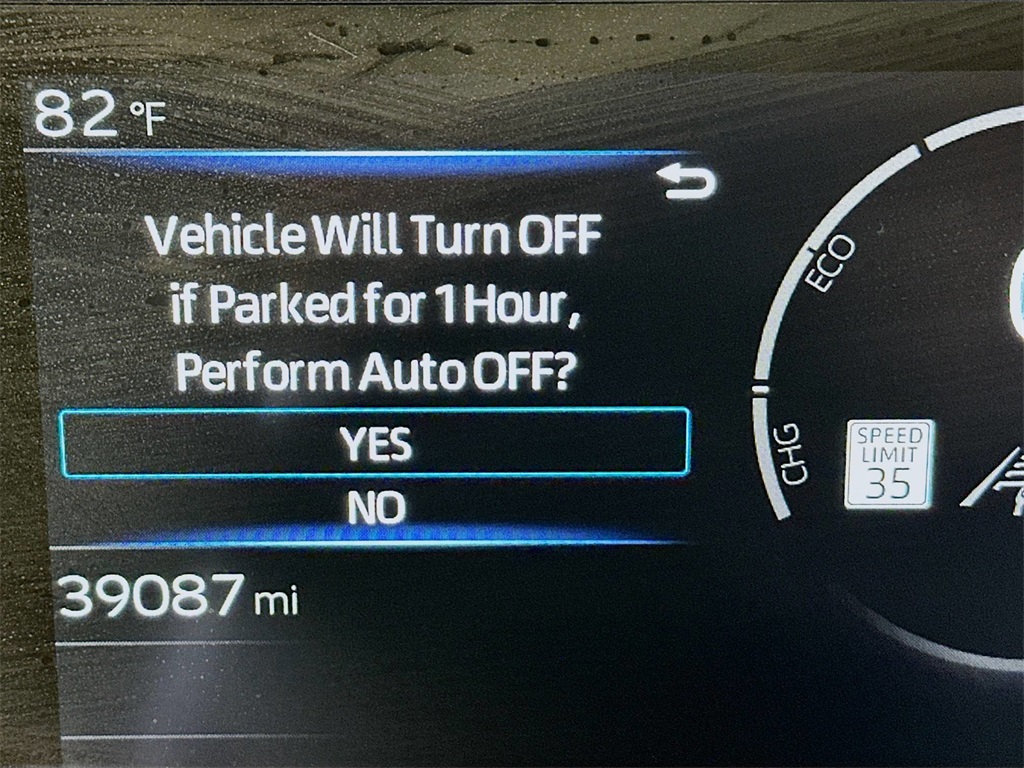 82 °F
Vehicle Will Turn OFF
if Parked for 1 Hour,
Perform Auto OFF?
YES
NO
39087 mi
ECO
CHG
SPEED
LIMIT
35